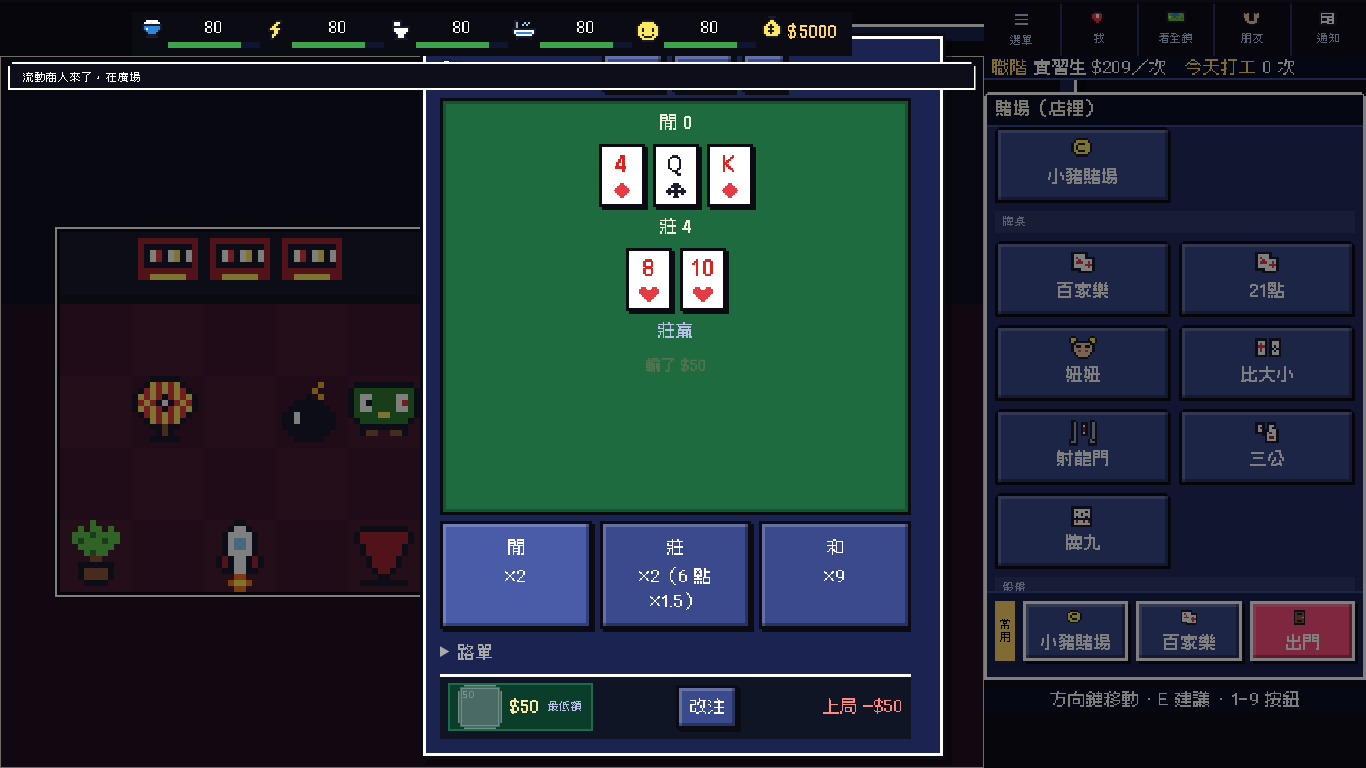 80
80
80
80
80
$5000
流動商人來了，在廣場
選單
我
看全鎮
朋友
通知
職階 實習生 $209／次 今天打工 0 次
賭場（店裡）
小豬賭場
牌桌
百家樂
21點
妞妞
比大小
射龍門
三公
牌九
骰盤
常用
小豬賭場
百家樂
出門
方向鍵移動 · E 建議 · 1-9 按鈕
閒 0
4
Q
K
莊 4
8
10
莊贏
輸了 $50
閒
×2
莊
×2（6 點
×1.5）
和
×9
▶ 路單
50
$50 最低額
改注
上局 −$50